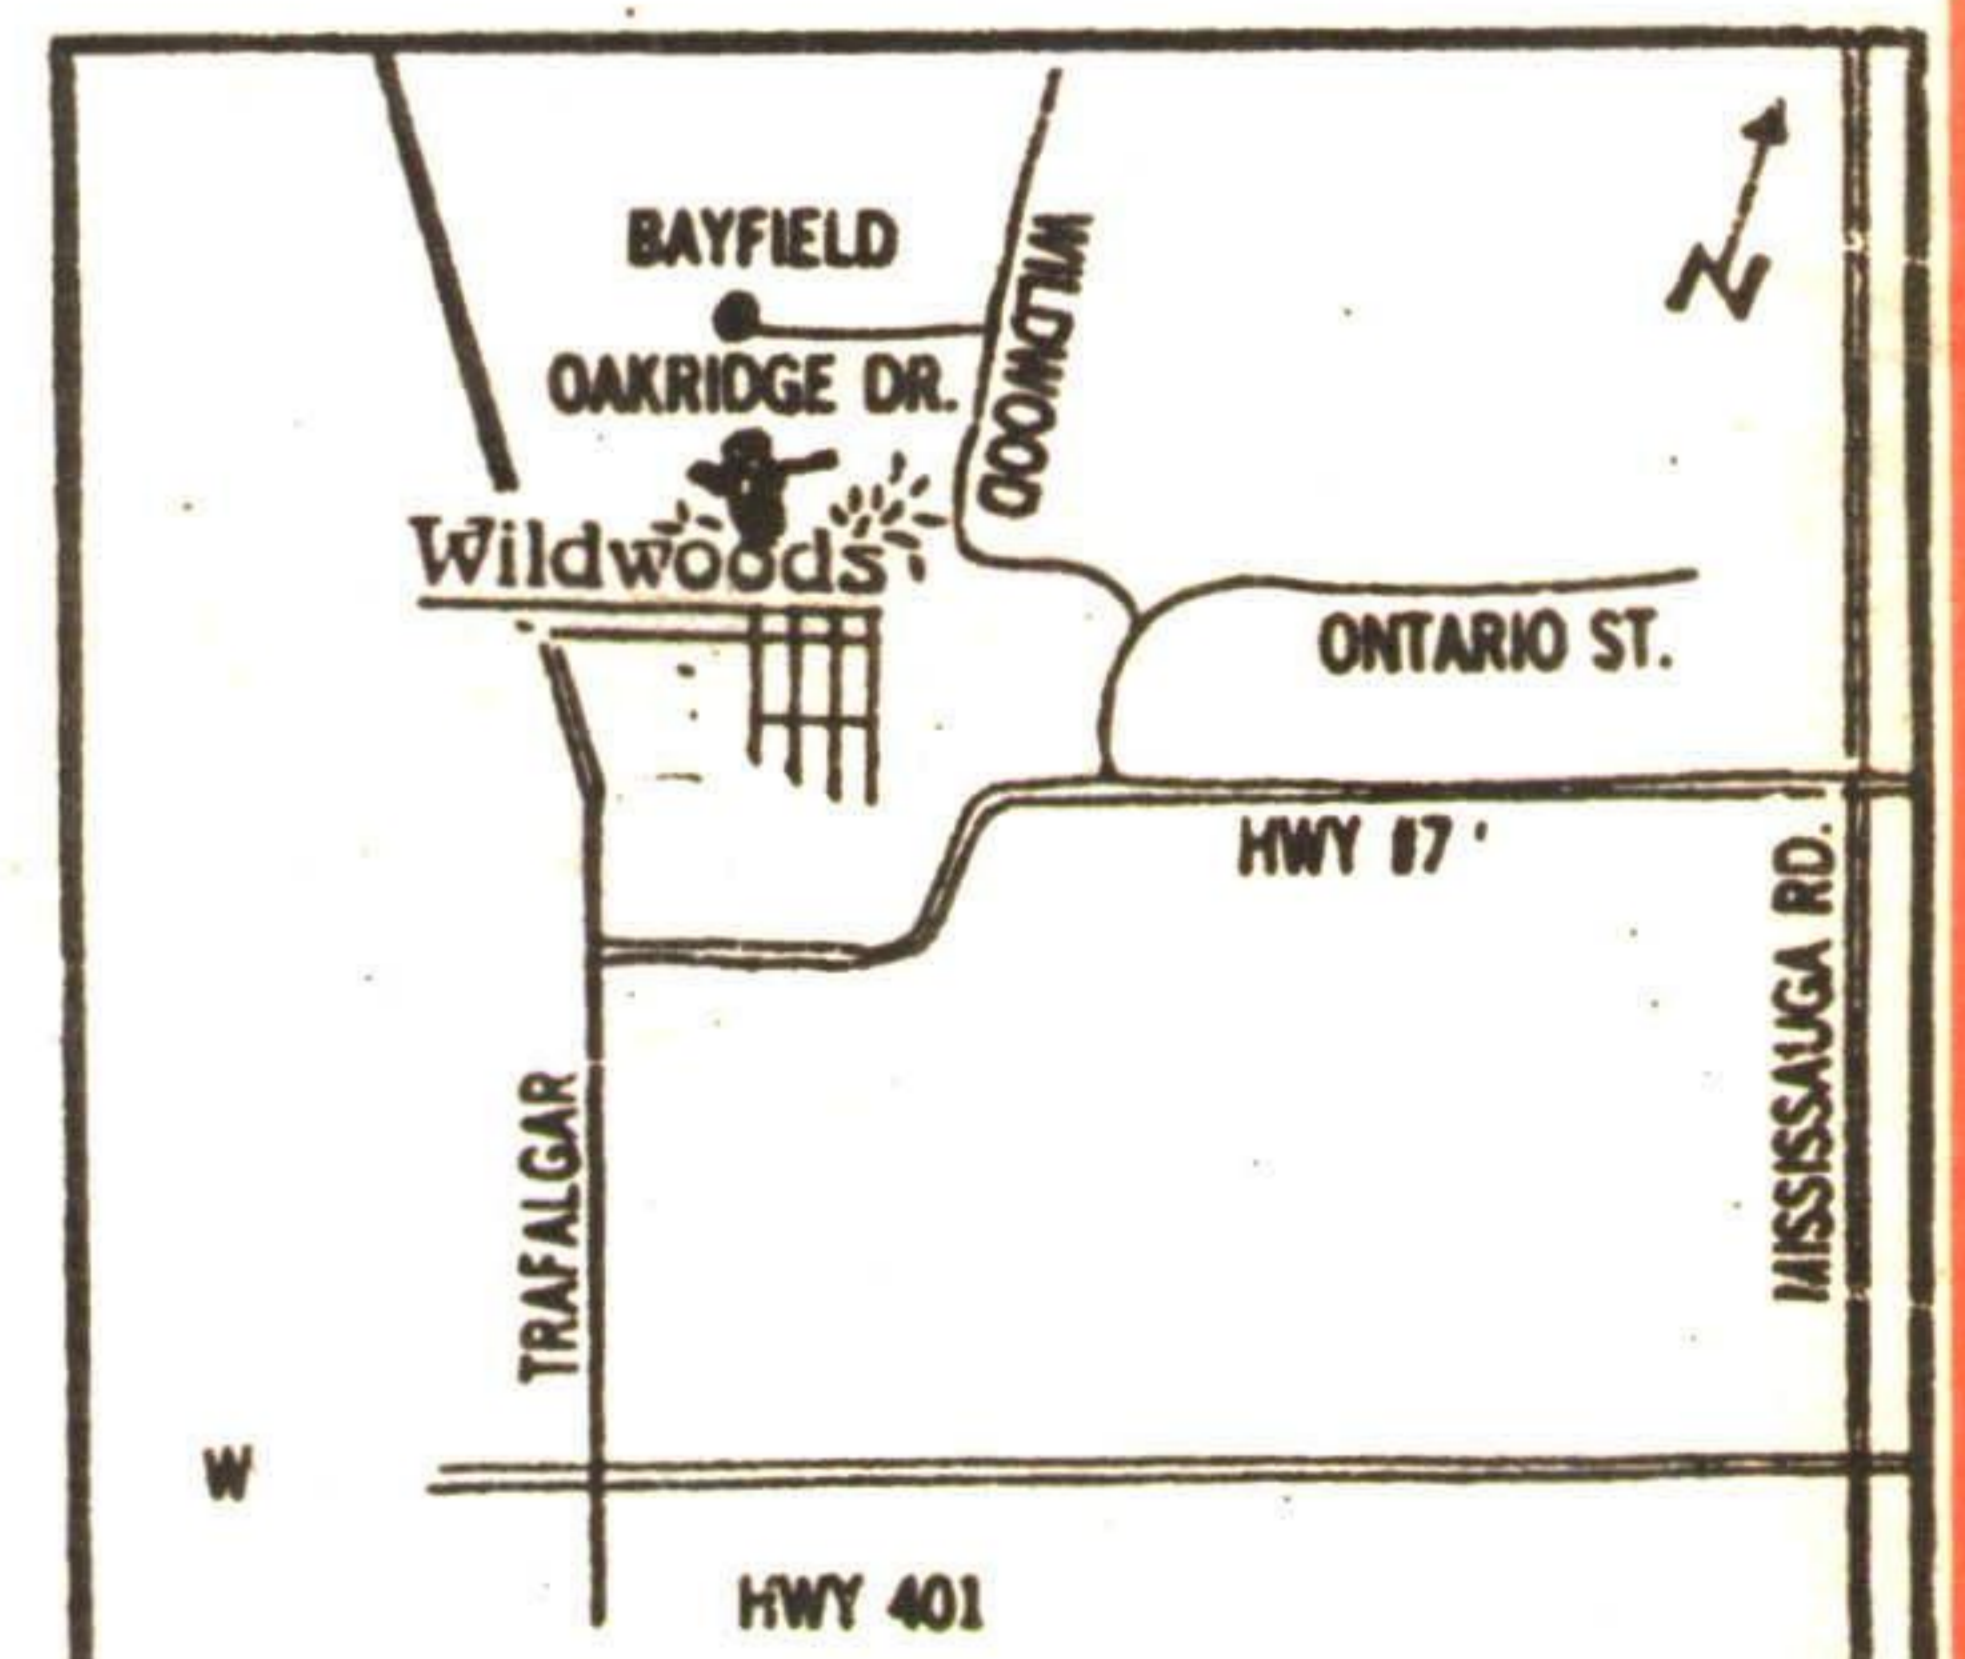 BAYFIELD
OAKRIDGE DR.
WILDWOOD
N
Wildwoods
ONTARIO ST.
HWY
MISSISSAUGA RD.
TRAFALGAR
W
HWY 401